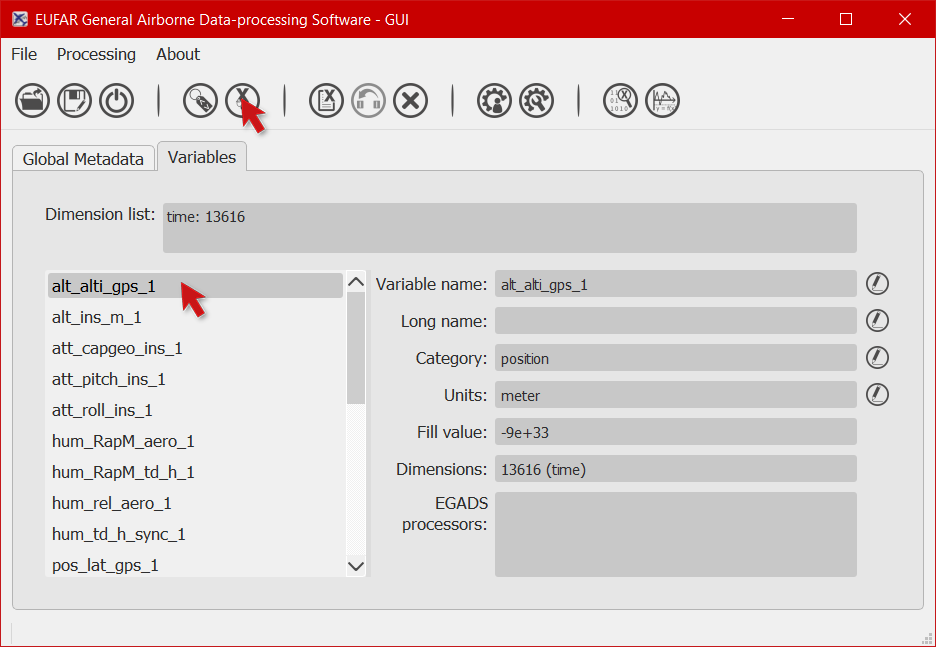 EUFAR General Airborne Data-processing Software - GUI
File Processing About
Global Metadata Variables
Dimension list: time: 13616
alt_alti_gps_1
alt_ins_m_1
att_capgeo_ins_1
att_pitch_ins_1
att_roll_ins_1
hum_RapM_aero_1
hum_RapM_td_h_1
hum_rel_aero_1
hum_td_h_sync_1
pos_lat_gps_1
Variable name: alt_alti_gps_1
Long name:
Category: position
Units: meter
Fill value: -9e+33
Dimensions: 13616 (time)
EGADS
processors: